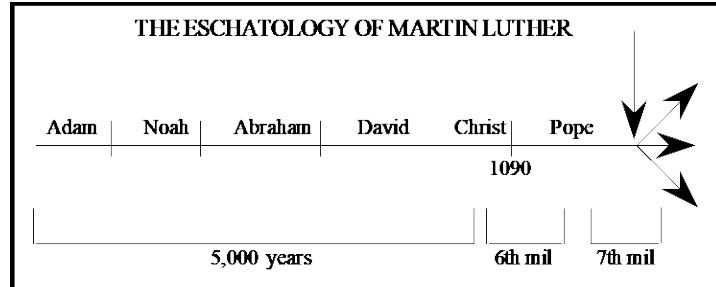 THE ESCHATOLOGY OF MARTIN LUTHER
Adam Noah Abraham David Christ Pope
1090
5,000 years 6th mil 7th mil